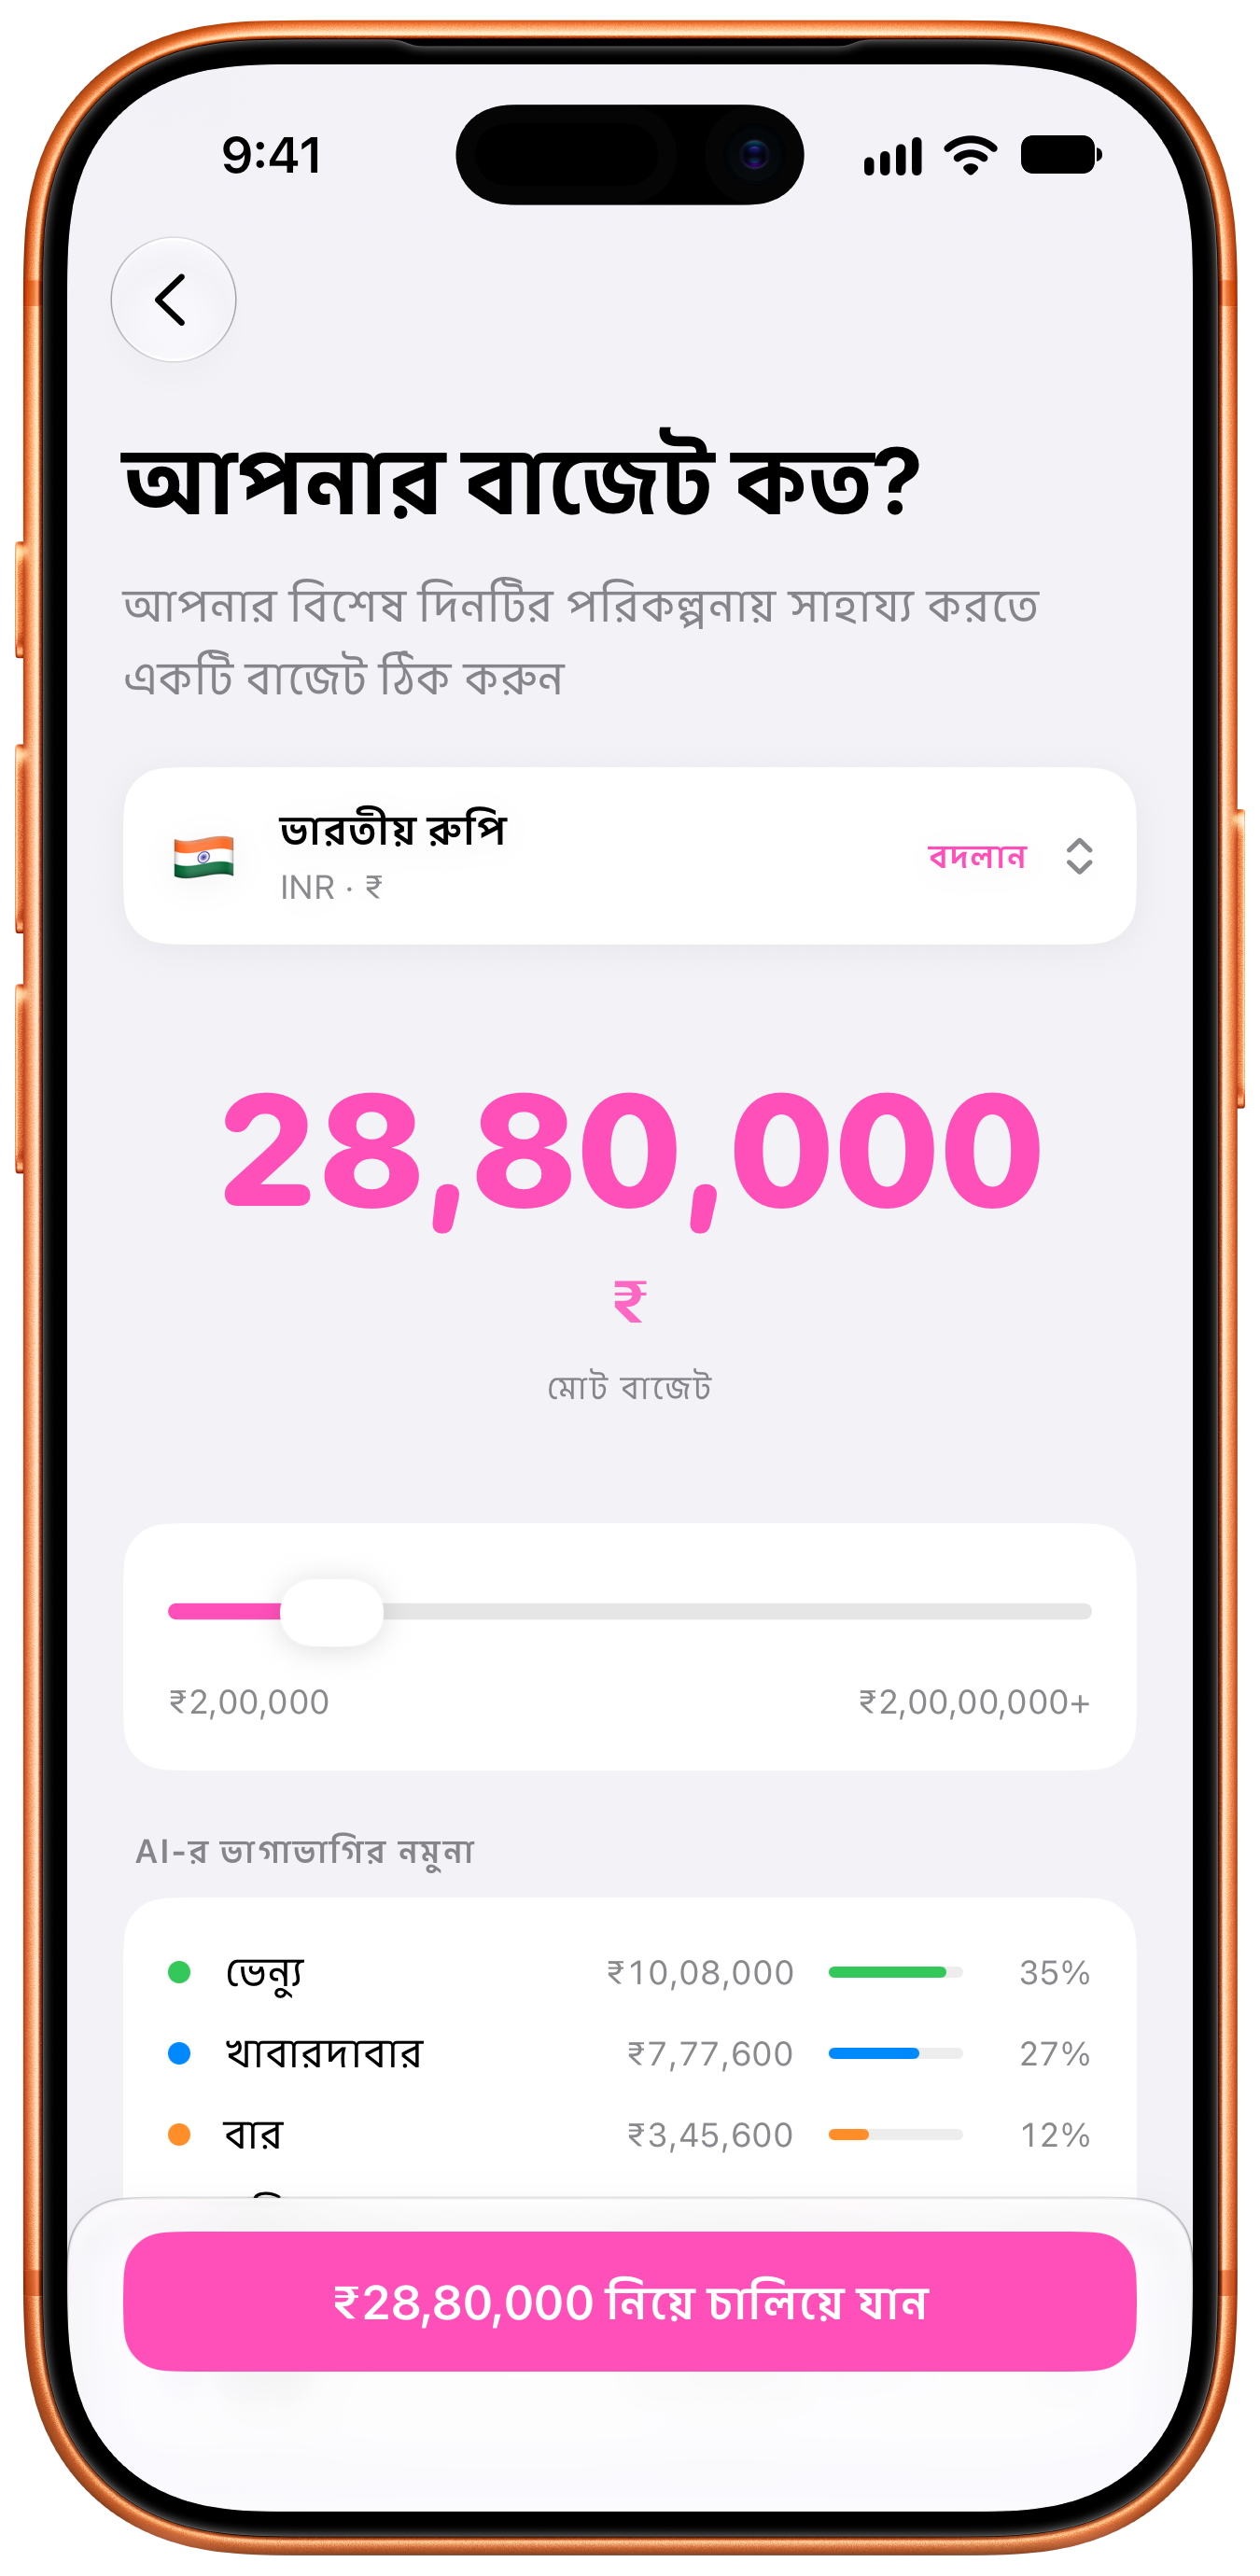 9:41
আপনার বাজেট কত?
আপনার বিশেষ দিনটির পরিকল্পনায় সাহায্য করতে
একটি বাজেট ঠিক করুন
ভারতীয় রুপি
INR · ₹
বদলান
28,80,000
₹
মোট বাজেট
₹2,00,000
₹2,00,00,000+
AI-র ভাগাভাগির নমুনা
ভেন্যু ₹10,08,000 35%
খাবারদাবার ₹7,77,600 27%
বার ₹3,45,600 12%
₹28,80,000 নিয়ে চালিয়ে যান